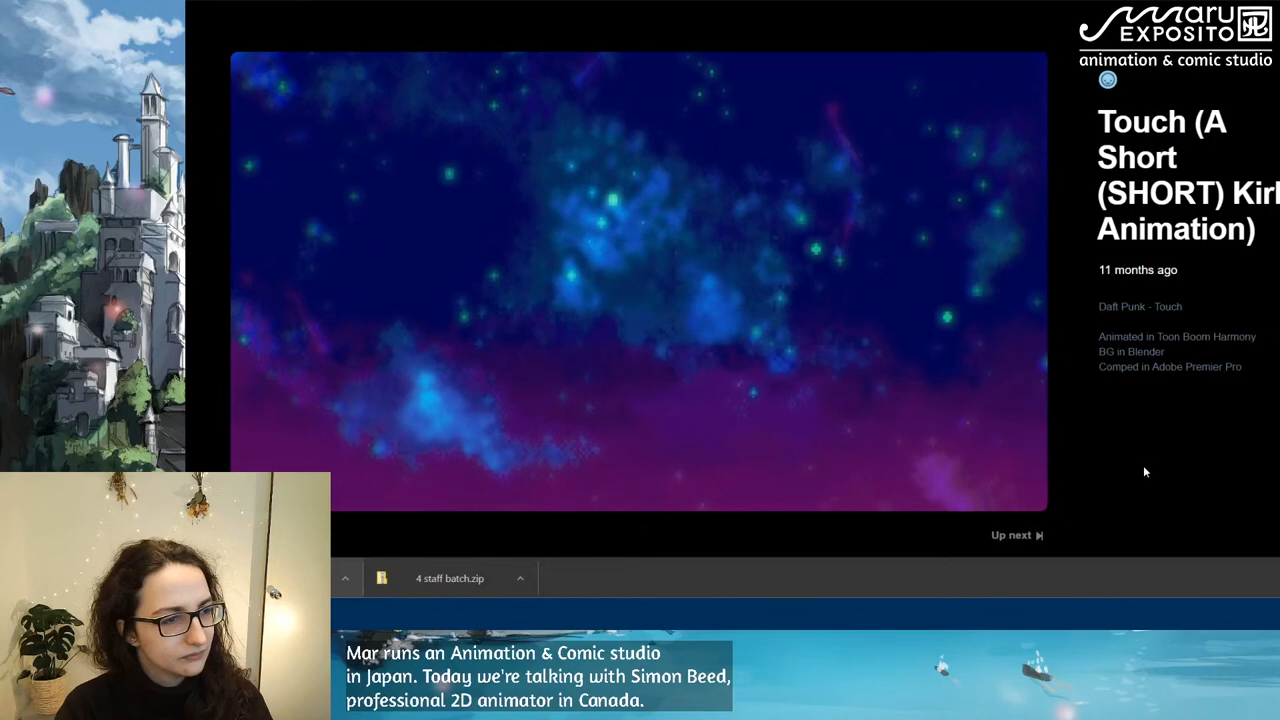 maru
EXPOSITO
animation & comic studio
Touch (A
Short
(SHORT)
Animation)
11 months ago
Daft Punk - Touch
Animated in Toon Boom Harmony
BG in Blender
Comped in Adobe Premier Pro
Up next
4 staff batch.zip
Mar runs an Animation & Comic studio
in Japan. Today we're talking with Simon Beed,
professional 2D animator in Canada.